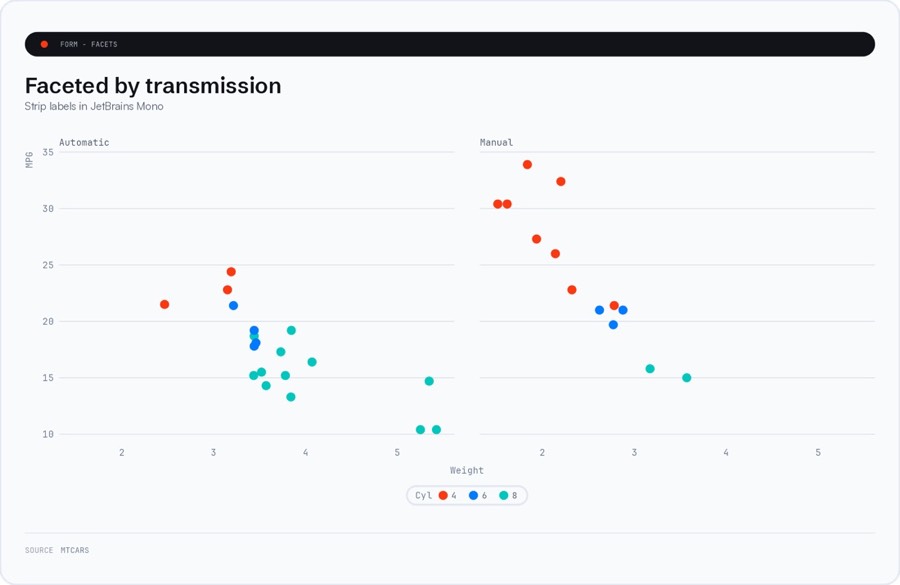 FORM - FACETS
Faceted by transmission
Strip labels in JetBrains Mono
Automatic
Manual
MPG
35
30
25
20
15
10
2 3 4 5
2 3 4 5
Weight
Cyl 4 6 8
SOURCE MTCARS